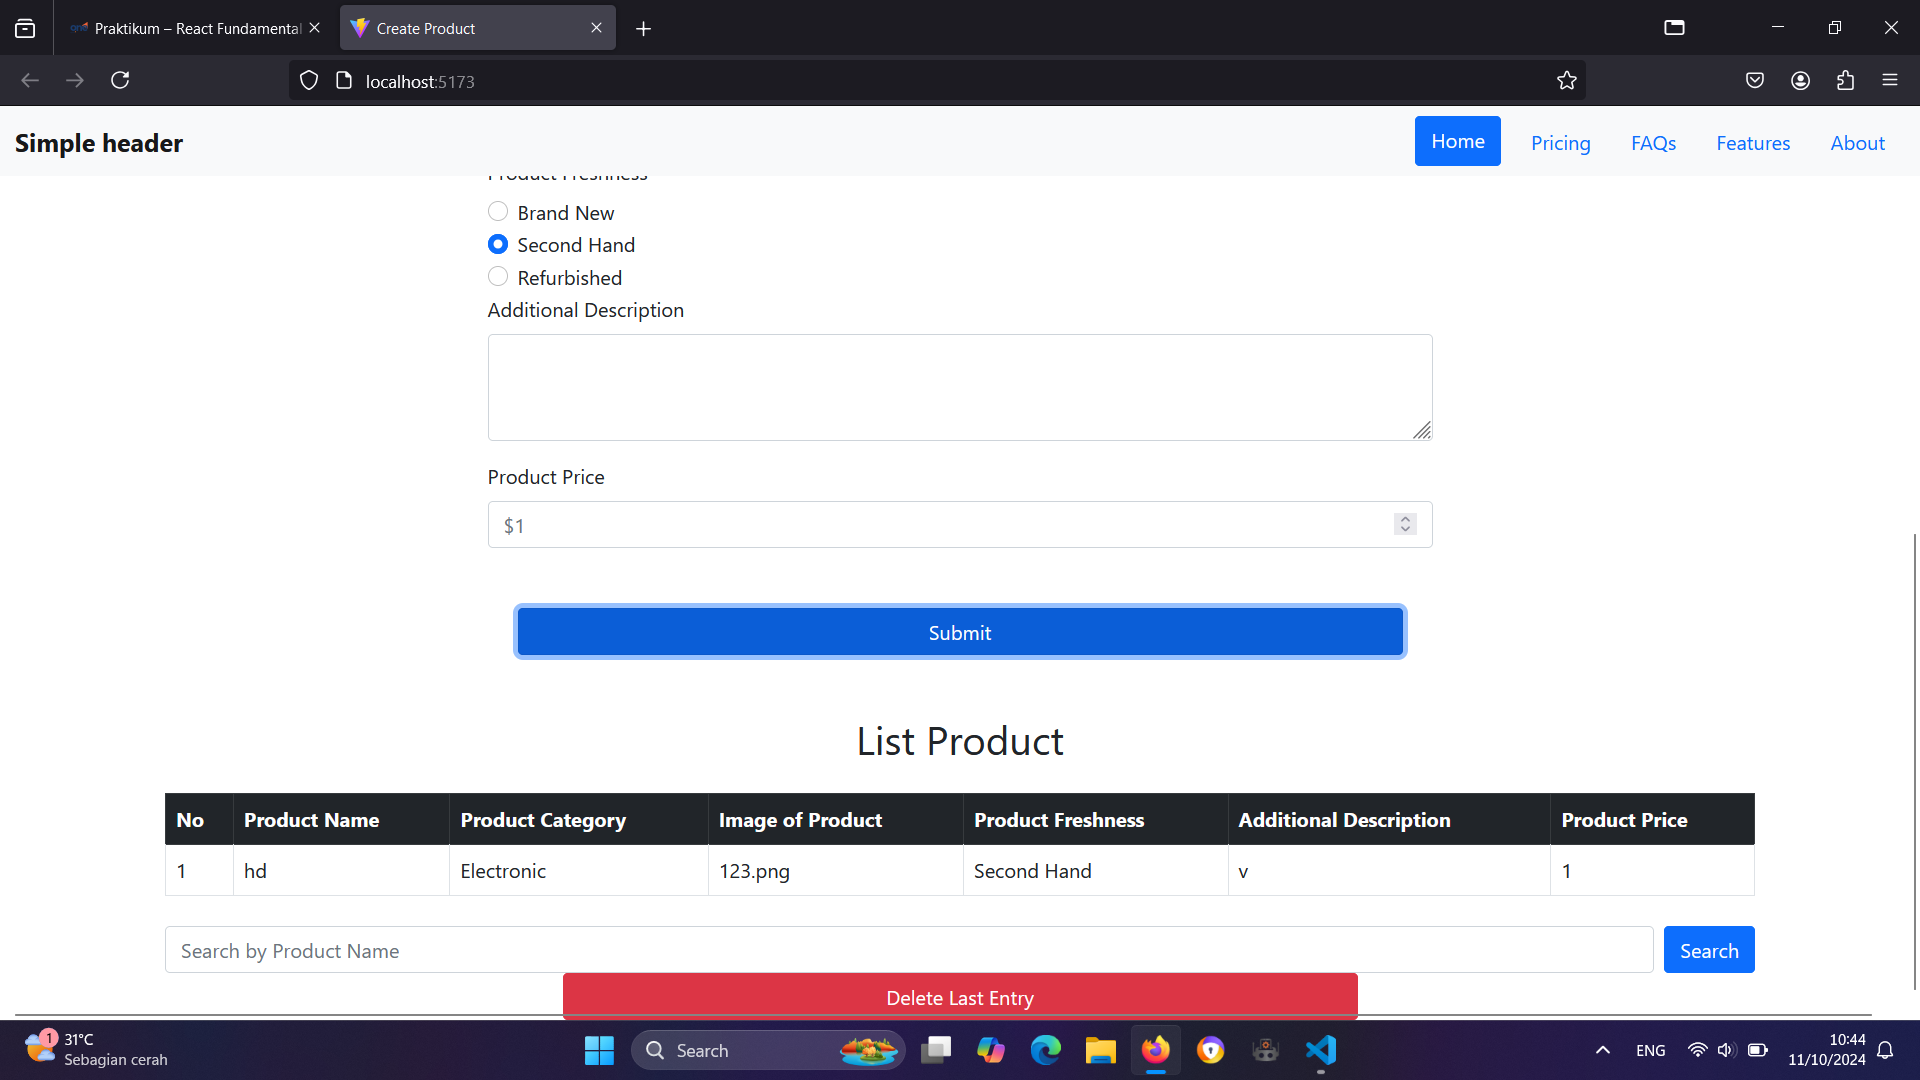 Praktikum – React Fundamental
Create Product
localhost:5173
Simple header
Home
Pricing
FAQs
Features
About
Product Freshness
Brand New
Second Hand
Refurbished
Additional Description
Product Price
$1
Submit
List Product
No Product Name Product Category Image of Product Product Freshness Additional Description Product Price
1 hd Electronic 123.png Second Hand v 1
Search by Product Name
Search
Delete Last Entry
1
31°C
Sebagian cerah
Search
ENG
10:44
11/10/2024